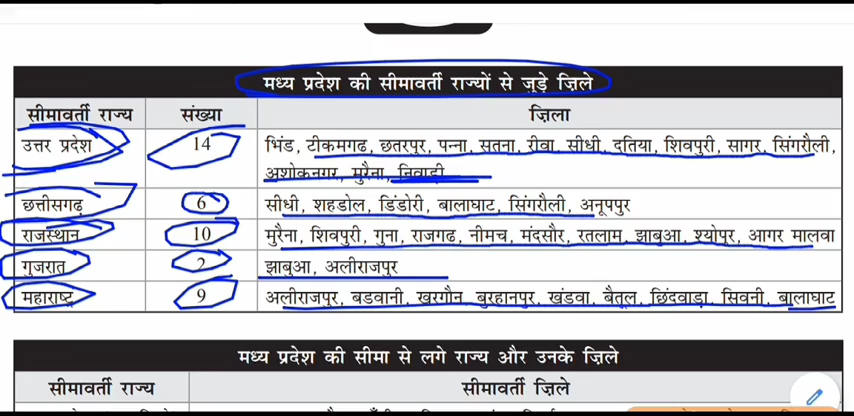 मध्य प्रदेश की सीमावर्ती राज्यों से जुड़े ज़िले
सीमावर्ती राज्य संख्या ज़िला
उत्तर प्रदेश 14 भिंड, टीकमगढ, छतरपुर, पन्ना, सतना, रीवा, सीधी, दतिया, शिवपुरी, सागर, सिंगरौली,
अशोकनगर, मुरैना, निवाड़ी
छत्तीसगढ़ 6 सीधी, शहडोल, डिंडोरी, बालाघाट, सिंगरौली, अनूपपुर
राजस्थान 10 मुरैना, शिवपुरी, गुना, राजगढ, नीमच, मंदसौर, रतलाम, झाबुआ, श्योपुर, आगर मालवा
गुजरात 2 झाबुआ, अलीराजपुर
महाराष्ट्र 9 अलीराजपुर, बडवानी, खरगौन, बुरहानपुर, खंडवा, बैतूल, छिंदवाड़ा, सिवनी, बालाघाट
मध्य प्रदेश की सीमा से लगे राज्य और उनके ज़िले
सीमावर्ती राज्य सीमावर्ती ज़िले